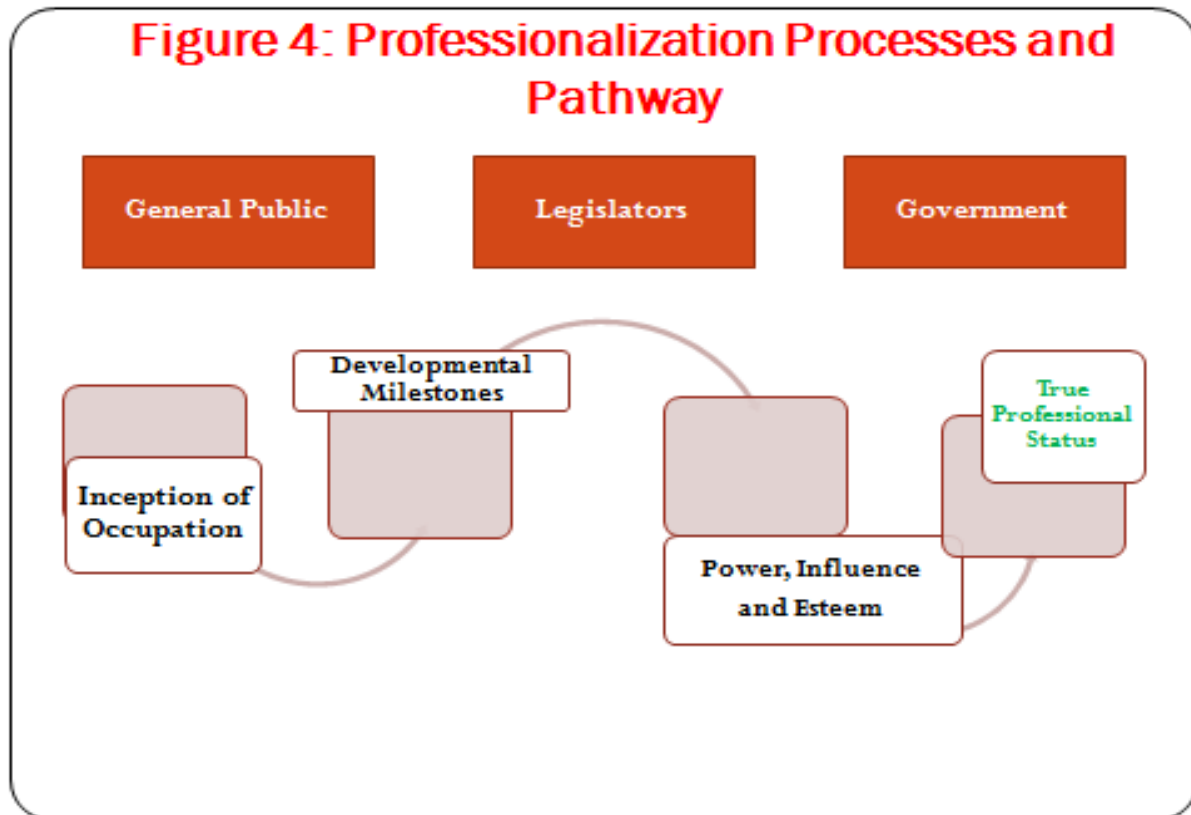 Figure 4: Professionalization Processes and
Pathway
General Public
Legislators
Government
Inception of
Occupation
Developmental
Milestones
Power, Influence
and Esteem
True
Professional
Status